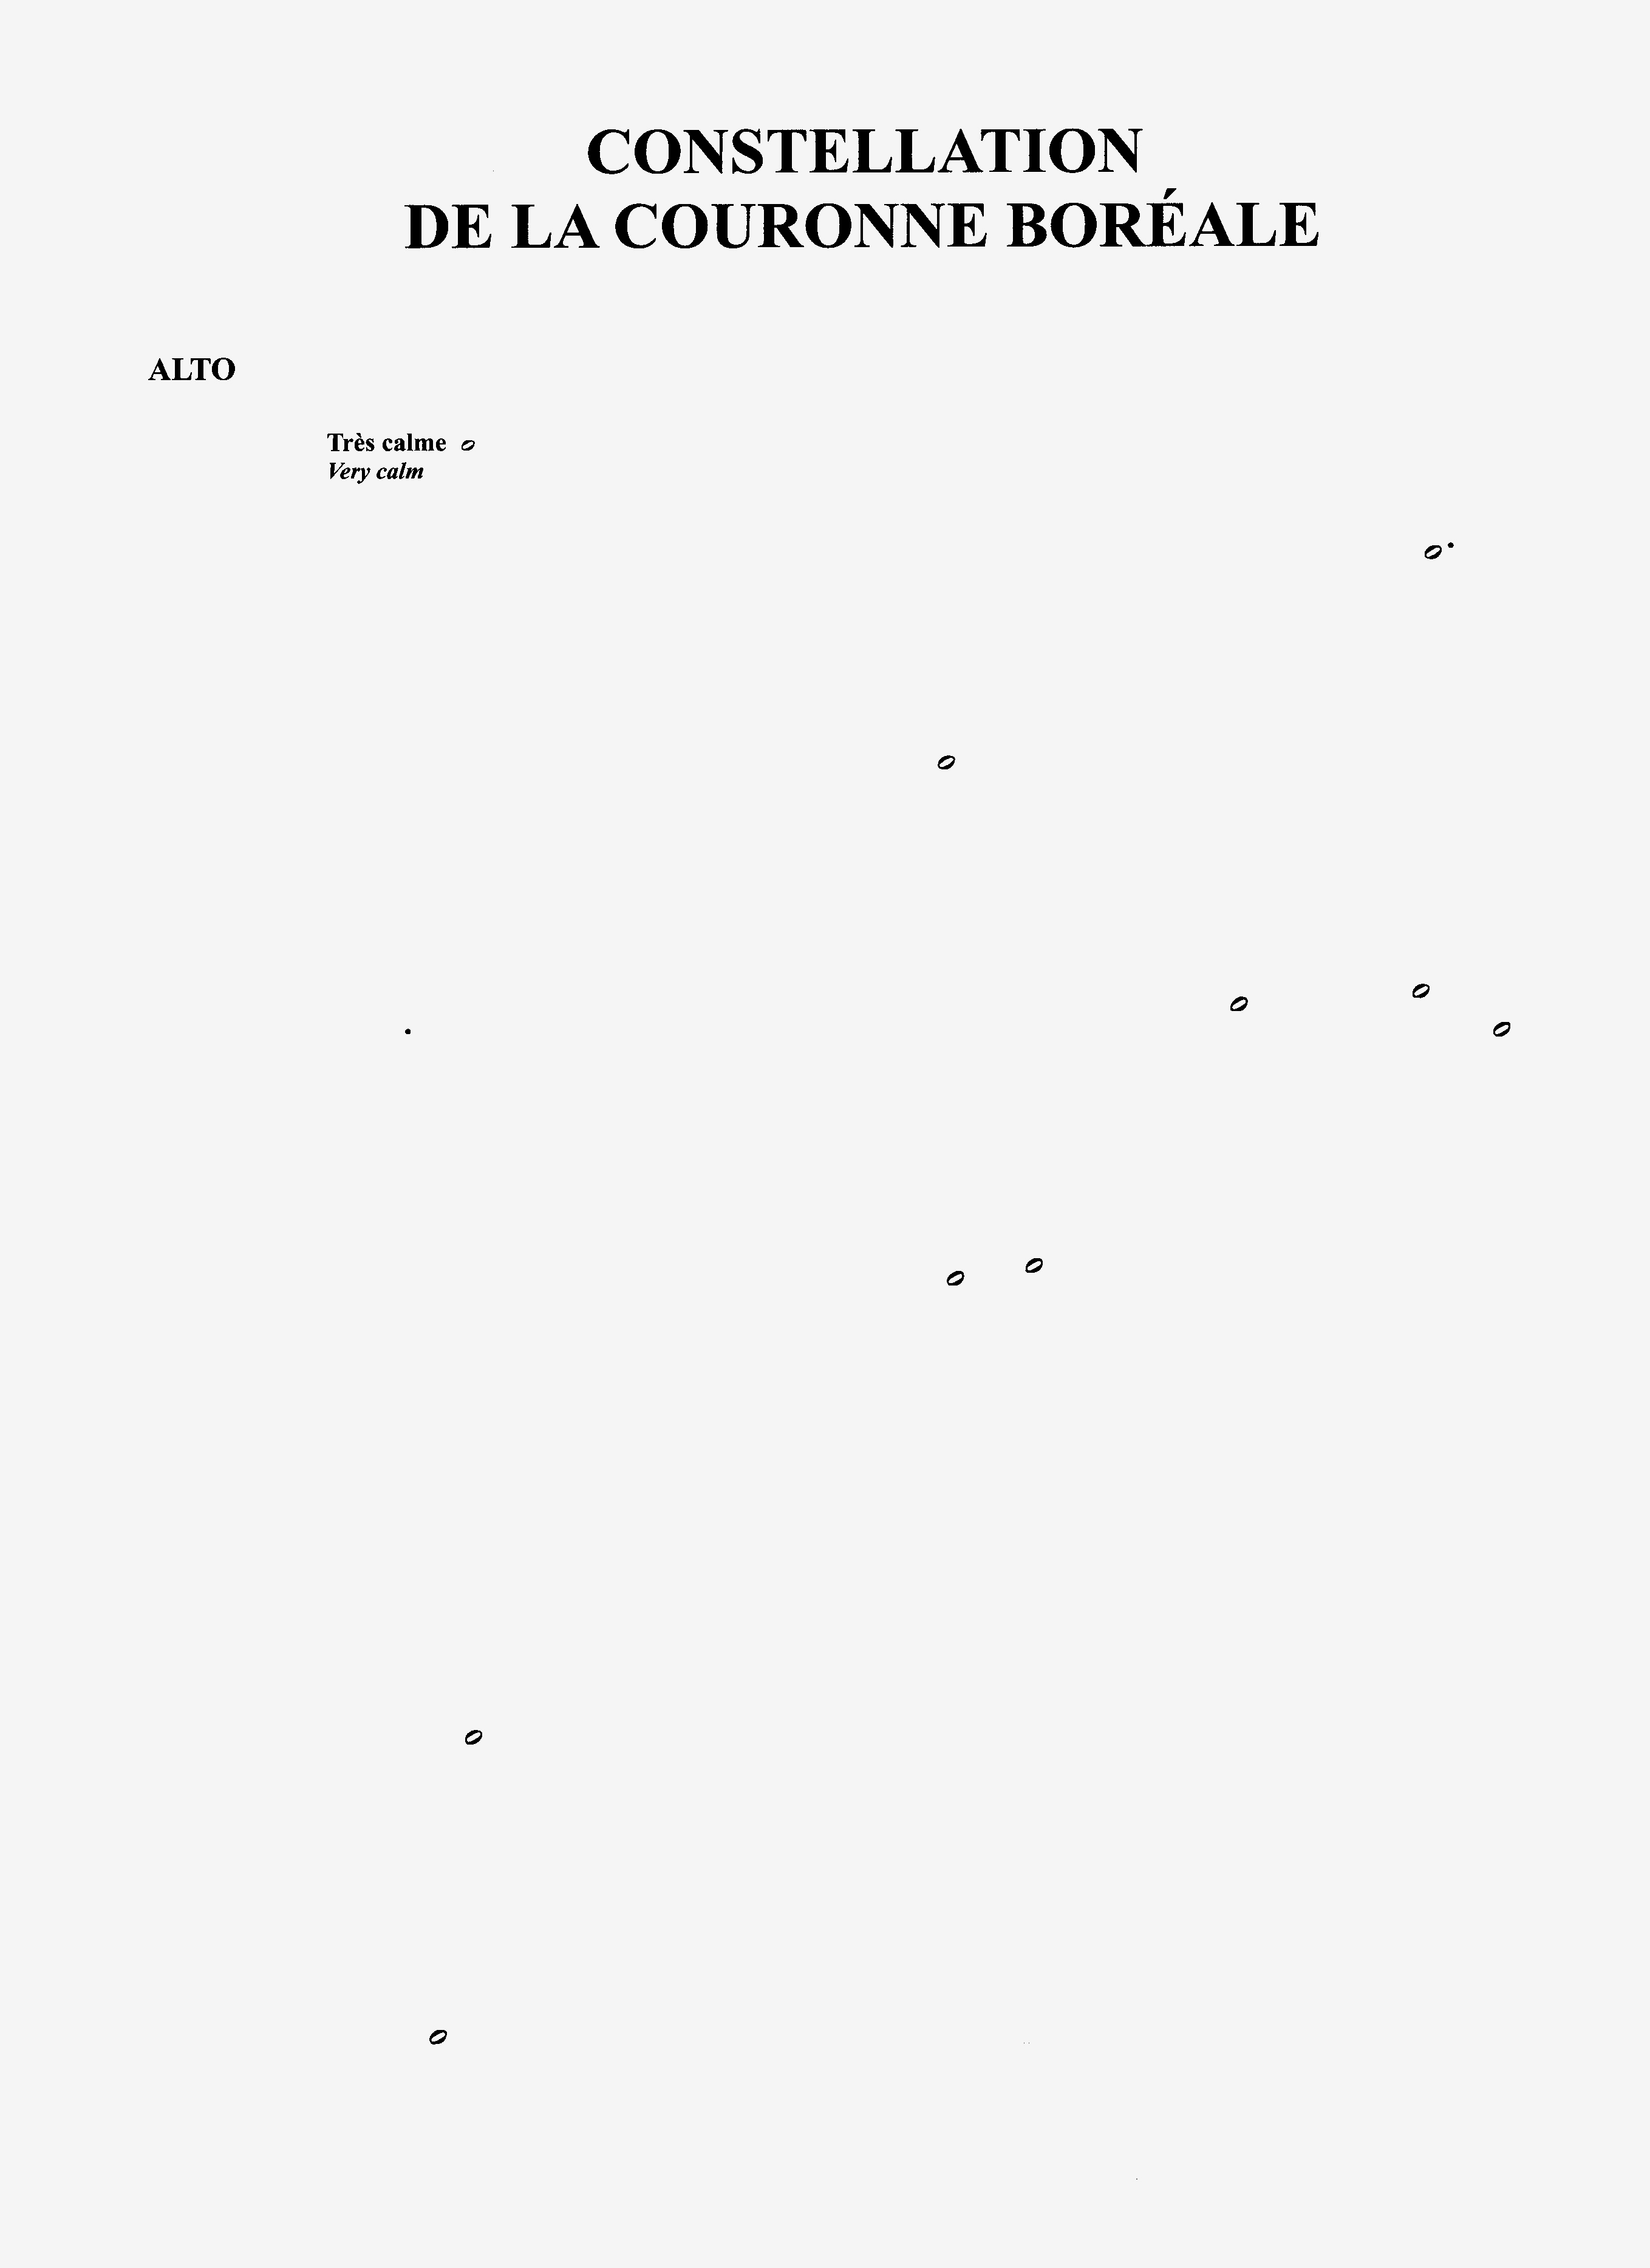 CONSTELLATION
DE LA COURONNE BORÉALE
ALTO
Très calme
Very calm